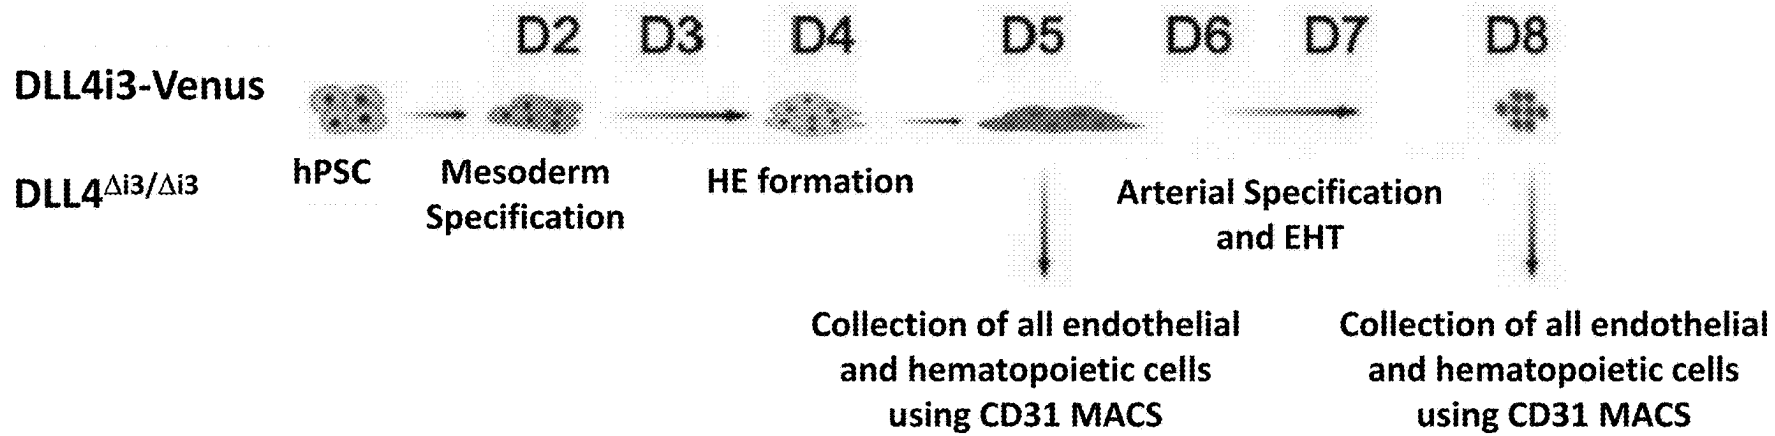 D2 D3 D4 D5 D6 D7 D8
DLL4i3-Venus
DLL4Δi3/Δi3
hPSC
Mesoderm
Specification
HE formation
Arterial Specification
and EHT
Collection of all endothelial
and hematopoietic cells
using CD31 MACS
Collection of all endothelial
and hematopoietic cells
using CD31 MACS